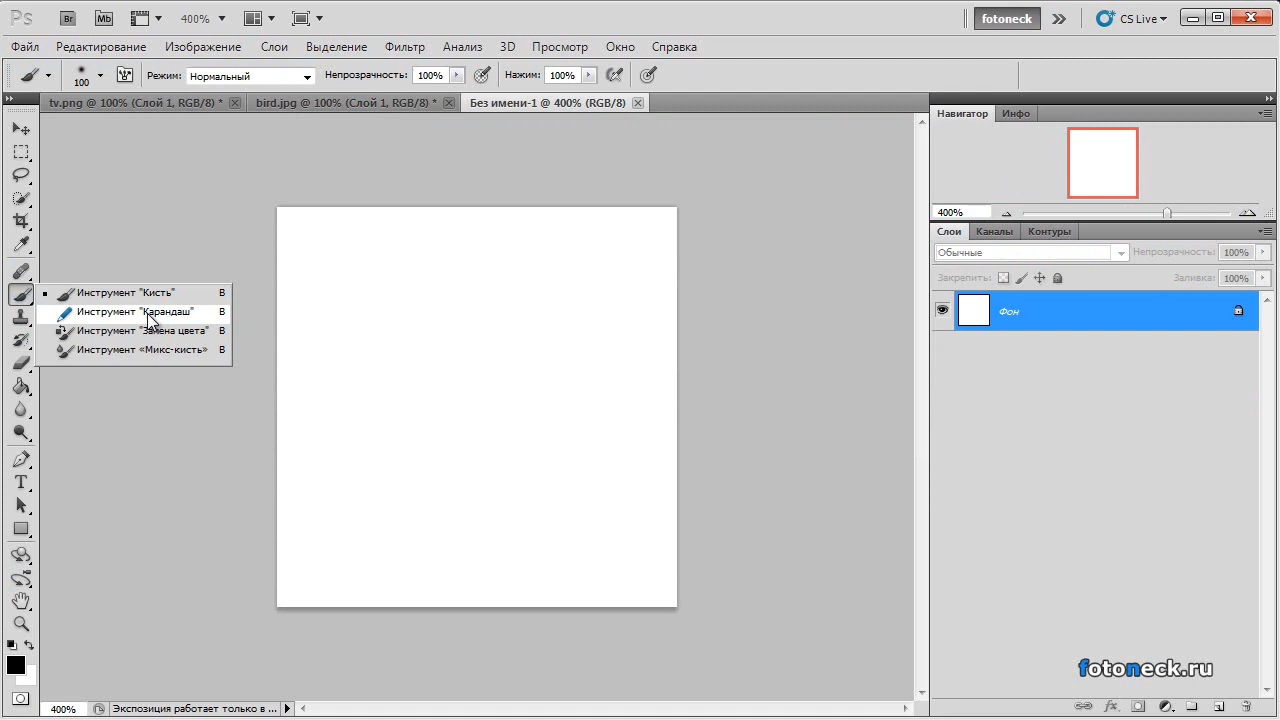 Ps Br Mb 400% fotoneck CS Live
Файл Редактирование Изображение Слои Выделение Фильтр Анализ 3D Просмотр Окно Справка
100 Режим: Нормальный Непрозрачность: 100% Нажим: 100%
tv.png @ 100% (Слой 1, RGB/8) * bird.jpg @ 100% (Слой 1, RGB/8) * Без имени-1 @ 400% (RGB/8)
Навигатор Инфо
400%
Слои Каналы Контуры
Обычные Непрозрачность: 100%
Закрепить: Заливка: 100%
Фон
Инструмент "Кисть" B
Инструмент "Карандаш" B
Инструмент "Замена цвета" B
Инструмент «Микс-кисть» B
T
fotoneck.ru
400% Экспозиция работает только в ...
fx